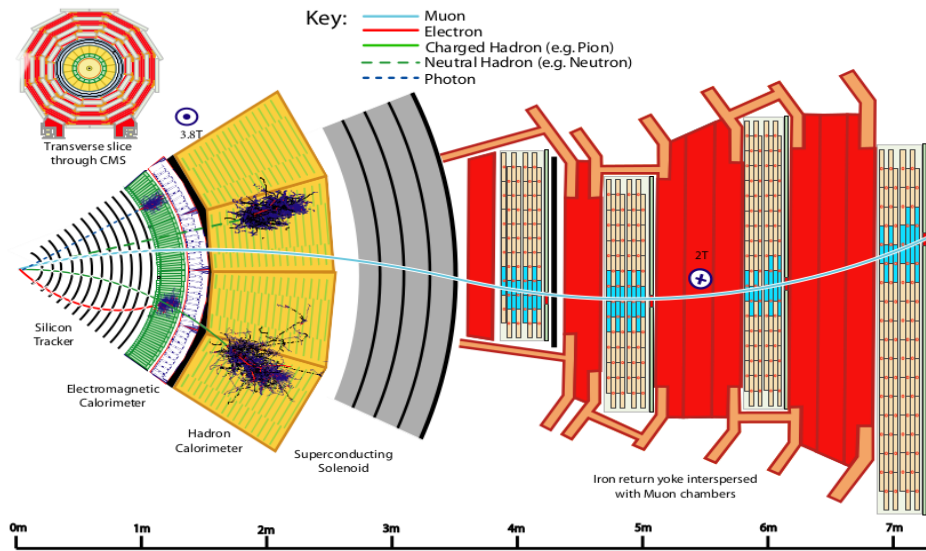 Key:
Muon
Electron
Charged Hadron (e.g. Pion)
Neutral Hadron (e.g. Neutron)
Photon
Transverse slice
through CMS
3.8T
2T
Silicon
Tracker
Electromagnetic
Calorimeter
Hadron
Calorimeter
Superconducting
Solenoid
Iron return yoke interspersed
with Muon chambers
0m
1m
2m
3m
4m
5m
6m
7m